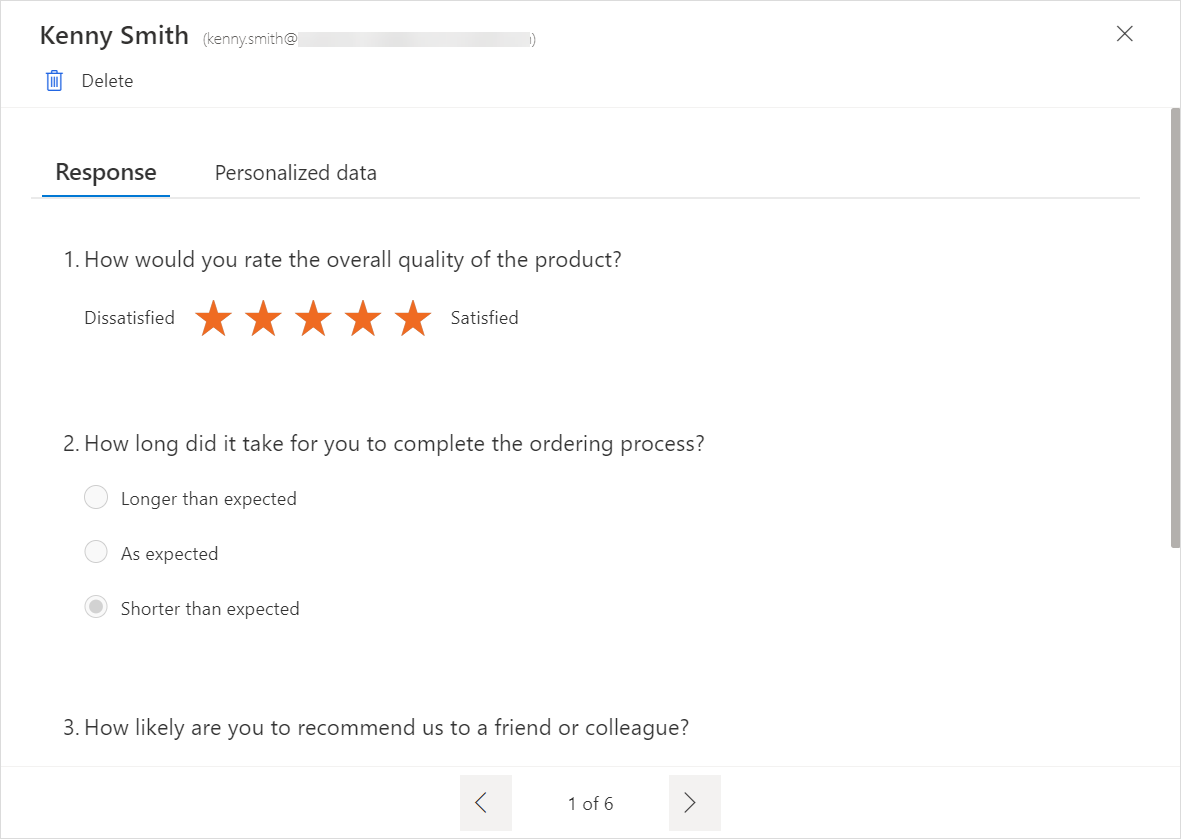 Kenny Smith (kenny.smith@ )
Delete
Response Personalized data
1. How would you rate the overall quality of the product?
Dissatisfied Satisfied
2. How long did it take for you to complete the ordering process?
Longer than expected
As expected
Shorter than expected
3. How likely are you to recommend us to a friend or colleague?
1 of 6